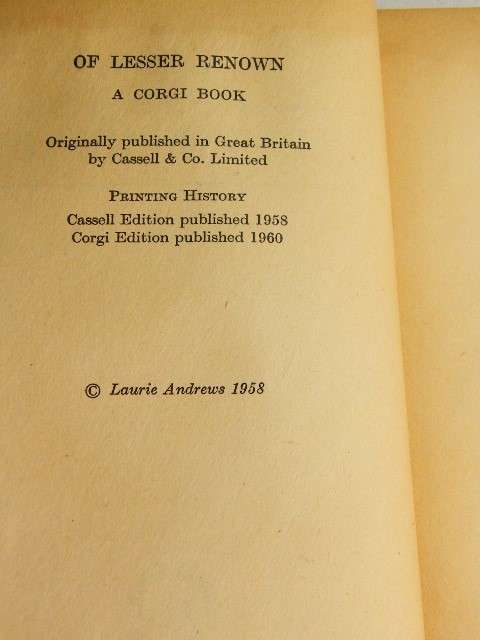 OF LESSER RENOWN
A CORGI BOOK
Originally published in Great Britain
by Cassell & Co. Limited
PRINTING HISTORY
Cassell Edition published 1958
Corgi Edition published 1960
© Laurie Andrews 1958